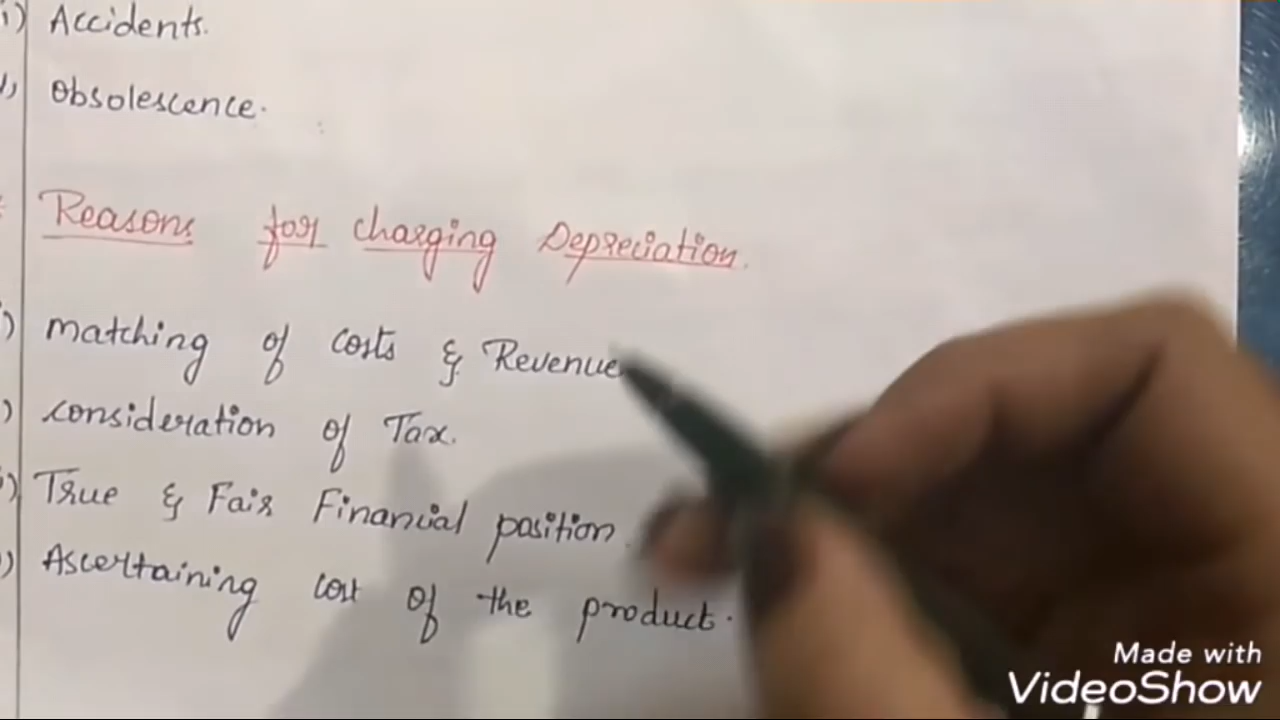 i) Accidents.
Obsolescence.
Reasons for charging Depreciation.
matching of costs & Revenue
consideration of Tax.
True & Fair Financial position.
Ascertaining cost of the product.
Made with
VideoShow